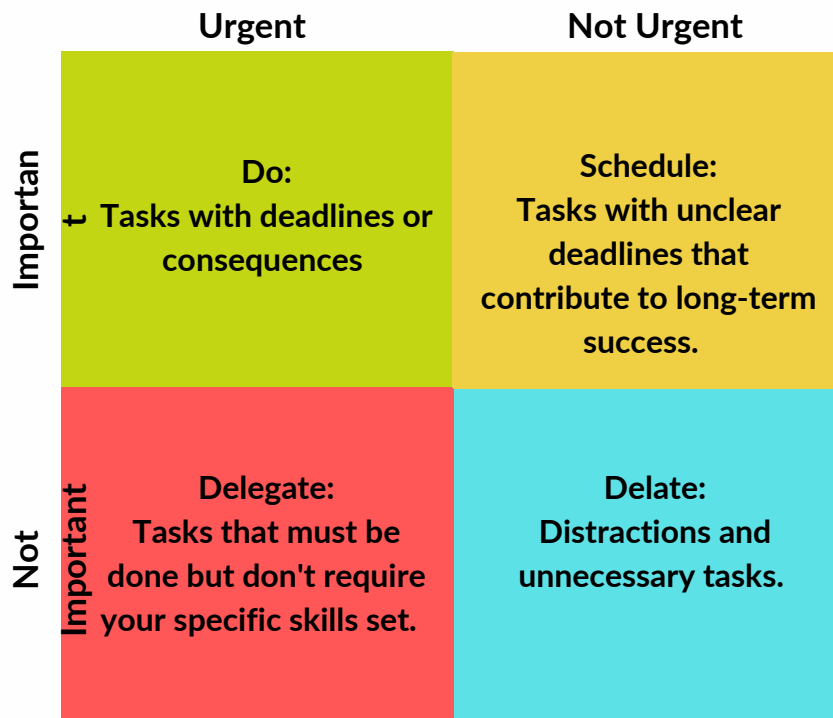 Urgent
Not Urgent
Importan
t
Do:
Tasks with deadlines or
consequences
Schedule:
Tasks with unclear
deadlines that
contribute to long-term
success.
Not
Important
Delegate:
Tasks that must be
done but don't require
your specific skills set.
Delate:
Distractions and
unnecessary tasks.